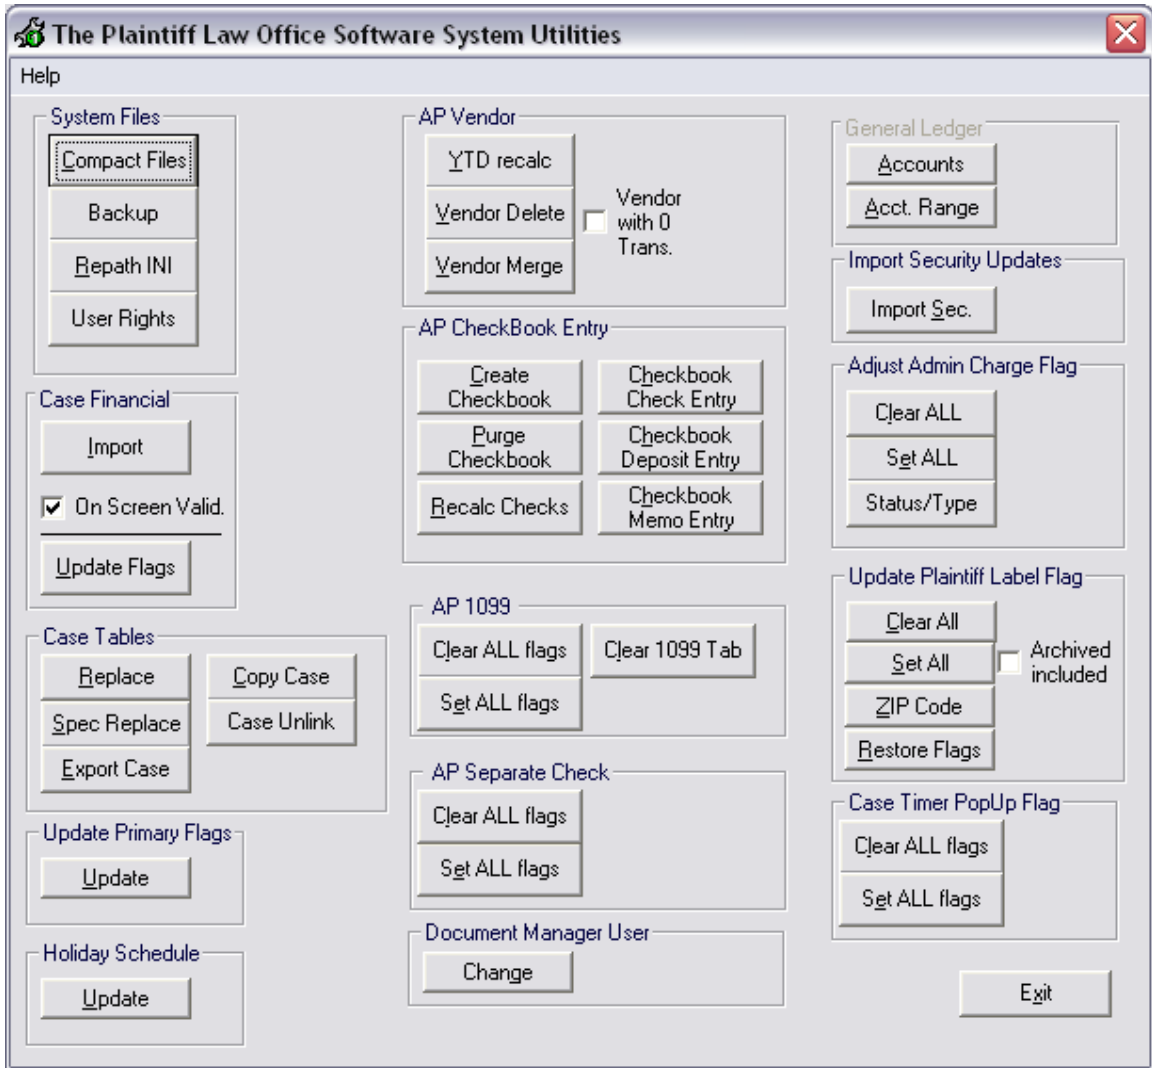 The Plaintiff Law Office Software System Utilities
Help
System Files
Compact Files
Backup
Repath INI
User Rights
Case Financial
Import
On Screen Valid.
Update Flags
Case Tables
Replace
Copy Case
Spec Replace
Case Unlink
Export Case
Update Primary Flags
Update
Holiday Schedule
Update
AP Vendor
YTD recalc
Vendor Delete
Vendor Merge
Vendor
with 0
Trans.
AP CheckBook Entry
Create
Checkbook
Checkbook
Check Entry
Purge
Checkbook
Checkbook
Deposit Entry
Recalc Checks
Checkbook
Memo Entry
AP 1099
Clear ALL flags
Clear 1099 Tab
Set ALL flags
AP Separate Check
Clear ALL flags
Set ALL flags
Document Manager User
Change
General Ledger
Accounts
Acct. Range
Import Security Updates
Import Sec.
Adjust Admin Charge Flag
Clear ALL
Set ALL
Status/Type
Update Plaintiff Label Flag
Clear All
Set All
Archived
included
ZIP Code
Restore Flags
Case Timer PopUp Flag
Clear ALL flags
Set ALL flags
Exit